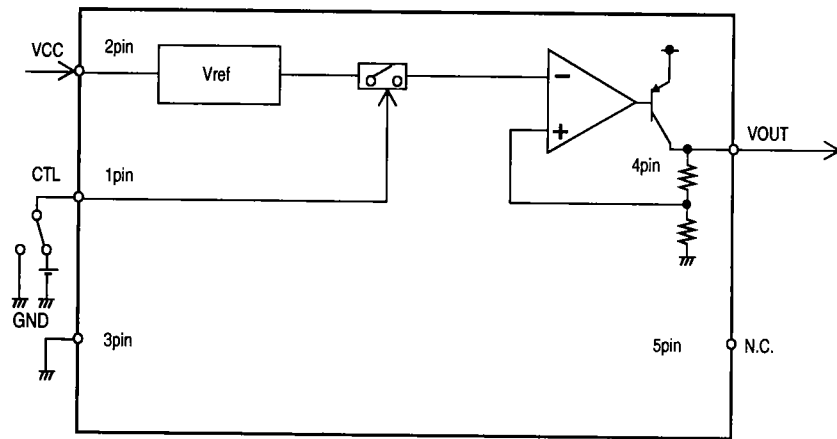 VCC
2pin
Vref
−
+
VOUT
4pin
CTL
1pin
GND
3pin
5pin
N.C.